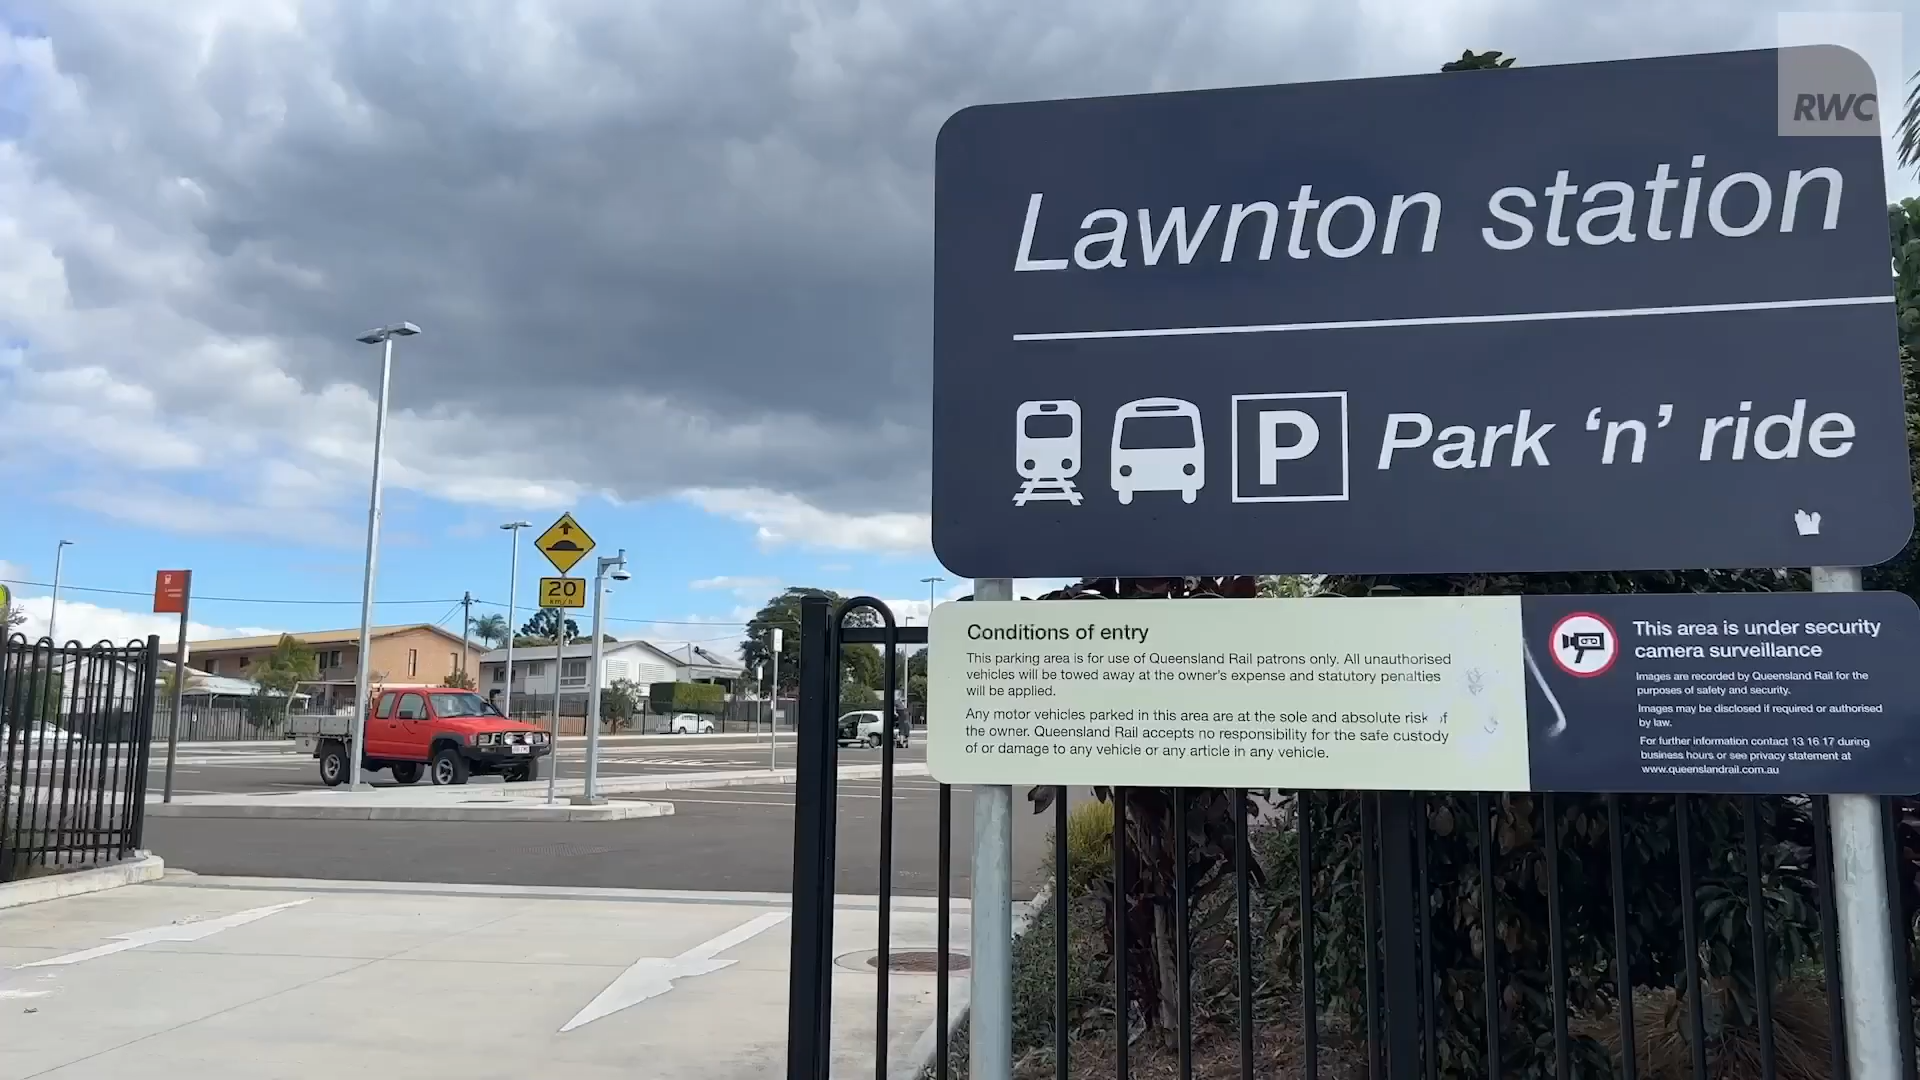 RWC
Lawnton station
P Park ‘n’ ride
20
km/h
Conditions of entry
This parking area is for use of Queensland Rail patrons only. All unauthorised
vehicles will be towed away at the owner's expense and statutory penalties
will be applied.
Any motor vehicles parked in this area are at the sole and absolute risk of
the owner. Queensland Rail accepts no responsibility for the safe custody
of or damage to any vehicle or any article in any vehicle.
This area is under security
camera surveillance
Images are recorded by Queensland Rail for the
purposes of safety and security.
Images may be disclosed if required or authorised
by law.
For further information contact 13 16 17 during
business hours or see privacy statement at
www.queenslandrail.com.au